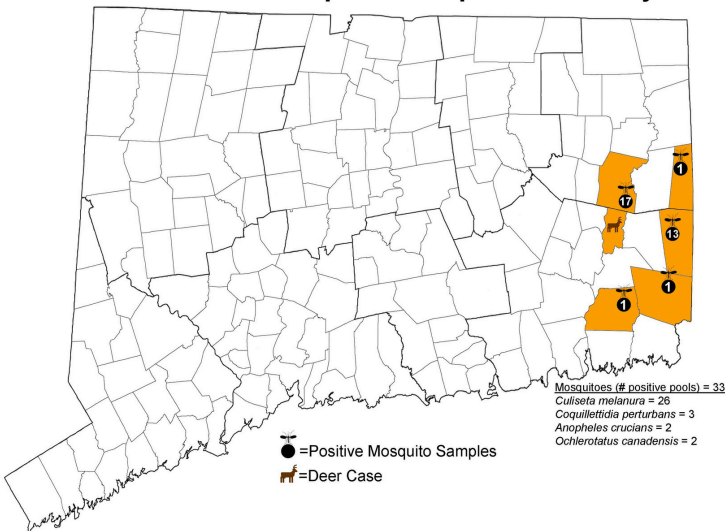 1
17
13
1
1
Mosquitoes (# positive pools) = 33
Culiseta melanura = 26
Coquillettidia perturbans = 3
Anopheles crucians = 2
Ochlerotatus canadensis = 2
=Positive Mosquito Samples
=Deer Case